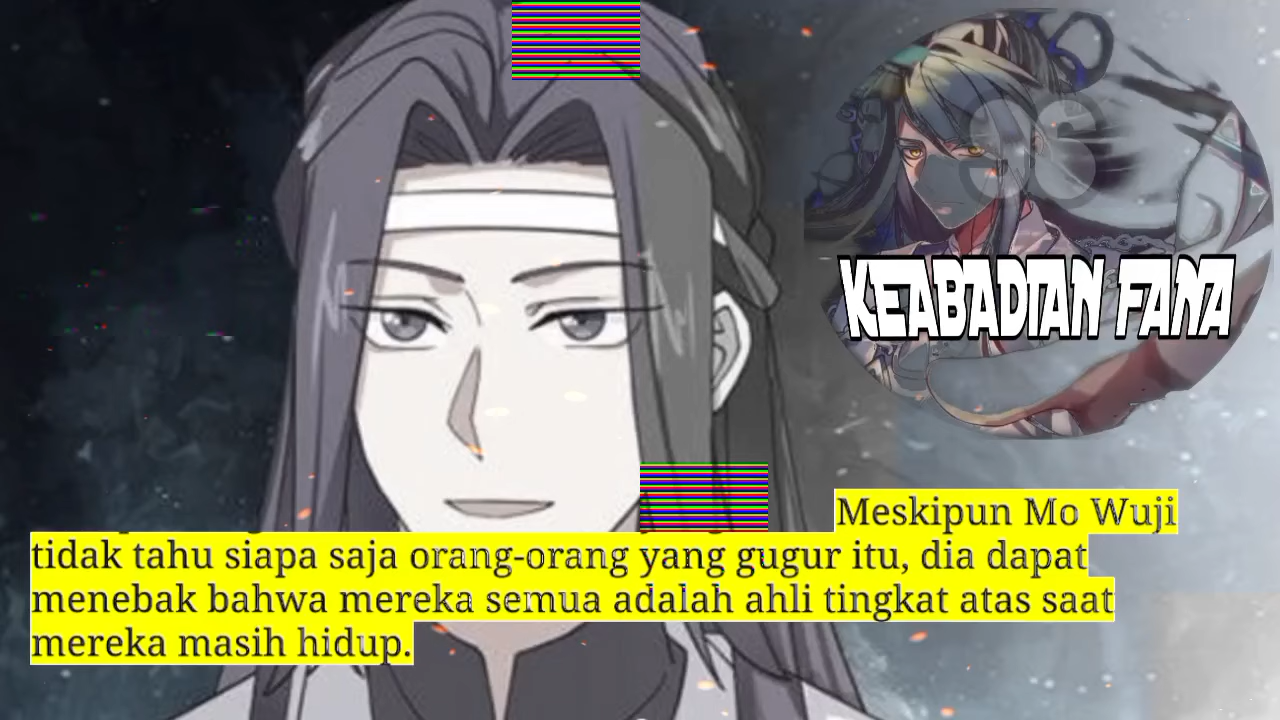 KEABADIAN FANA
Meskipun Mo Wuji
tidak tahu siapa saja orang-orang yang gugur itu, dia dapat
menebak bahwa mereka semua adalah ahli tingkat atas saat
mereka masih hidup.